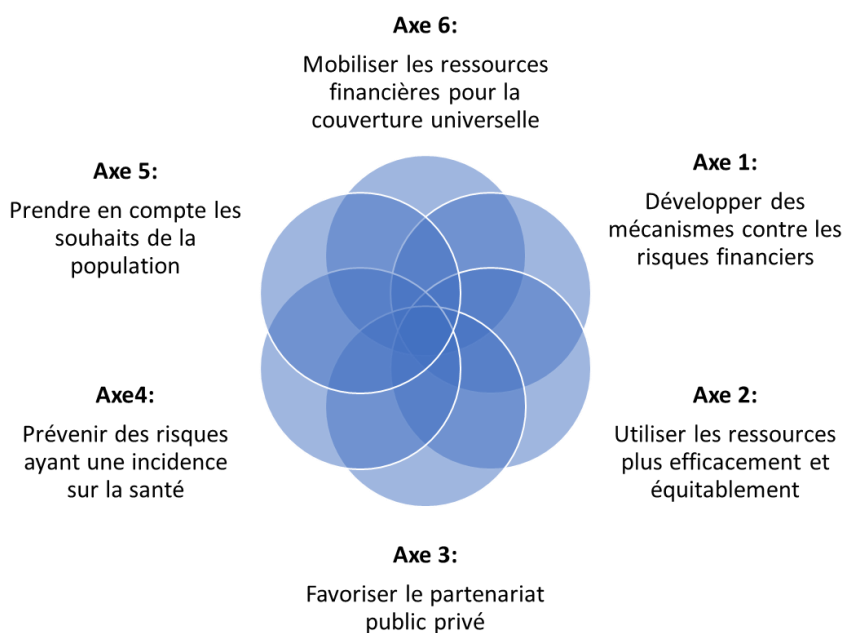 Axe 6:
Mobiliser les ressources
financières pour la
couverture universelle
Axe 1:
Développer des
mécanismes contre les
risques financiers
Axe 2:
Utiliser les ressources
plus efficacement et
équitablement
Axe 3:
Favoriser le partenariat
public privé
Axe4:
Prévenir des risques
ayant une incidence
sur la santé
Axe 5:
Prendre en compte les
souhaits de la
population